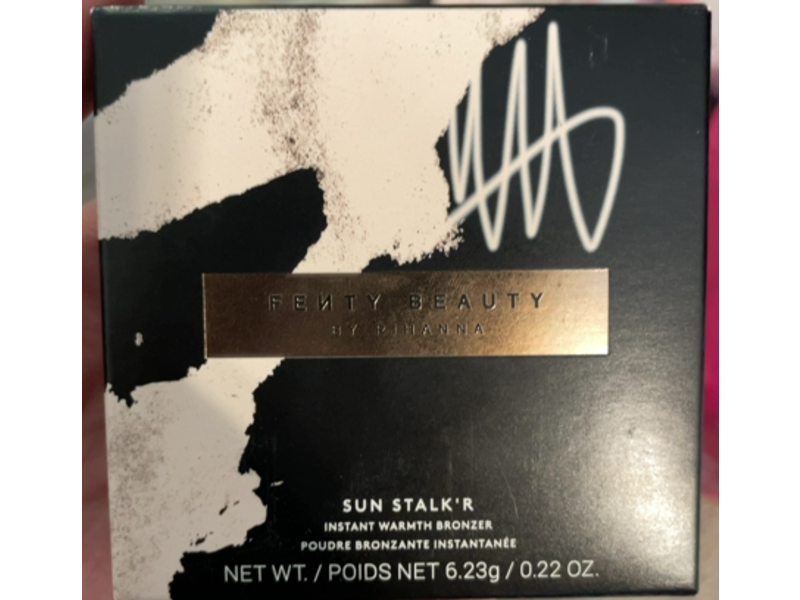 FEИTY BEAUTY
BY RIHANNA
SUN STALK'R
INSTANT WARMTH BRONZER
POUDRE BRONZANTE INSTANTANÉE
NET WT. / POIDS NET 6.23g / 0.22 OZ.